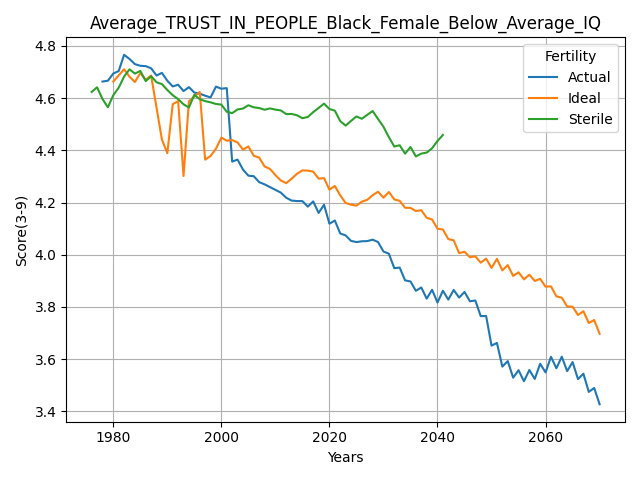 Average_TRUST_IN_PEOPLE_Black_Female_Below_Average_IQ
Fertility
Actual
Ideal
Sterile
Score(3-9)
4.8
4.6
4.4
4.2
4.0
3.8
3.6
3.4
1980 2000 2020 2040 2060
Years